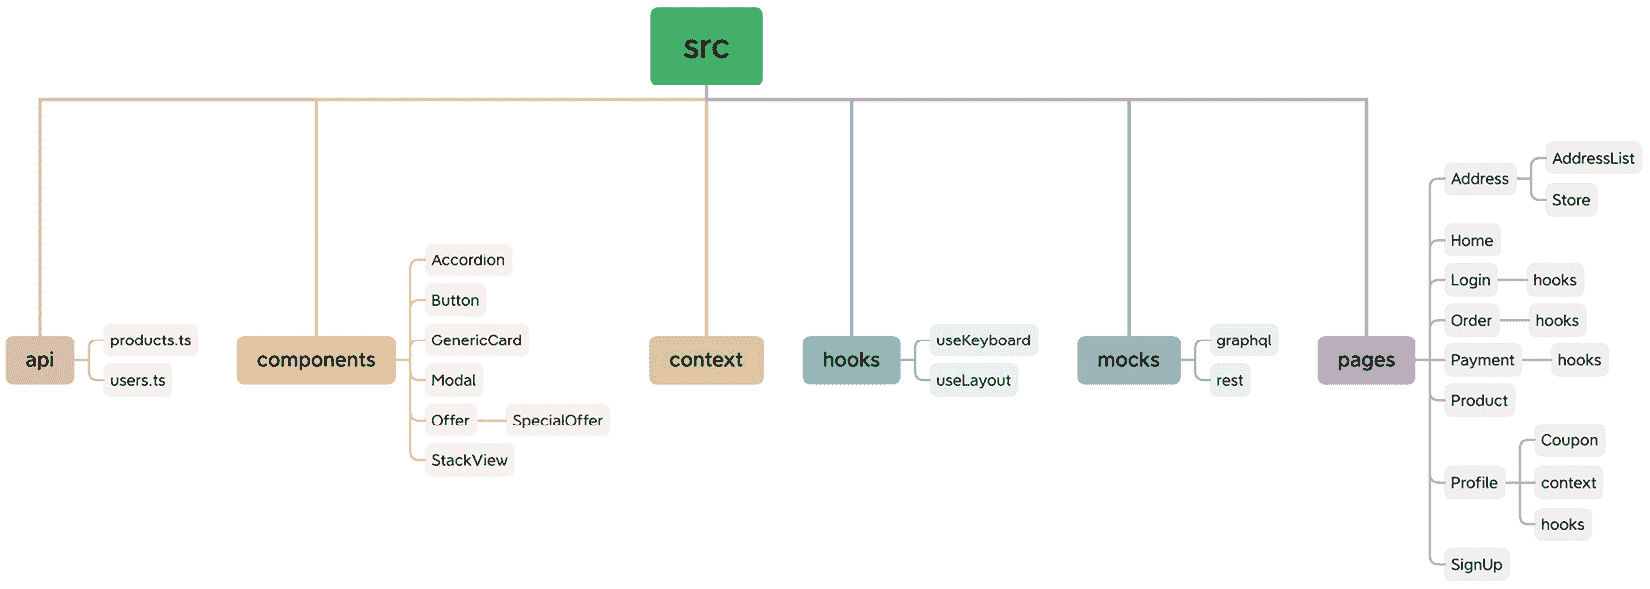 src
api
products.ts
users.ts
components
Accordion
Button
GenericCard
Modal
Offer
SpecialOffer
StackView
context
hooks
useKeyboard
useLayout
mocks
graphql
rest
pages
Address
AddressList
Store
Home
Login
hooks
Order
hooks
Payment
hooks
Product
Profile
Coupon
context
hooks
SignUp